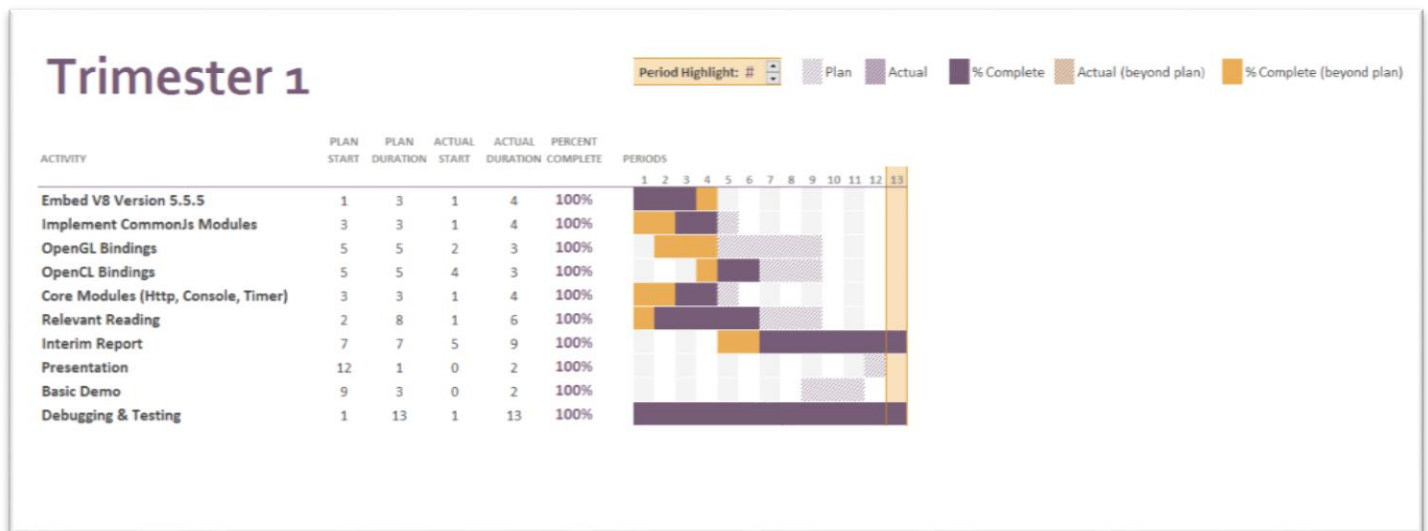 Trimester 1
Period Highlight: # Plan Actual % Complete Actual (beyond plan) % Complete (beyond plan)
PLAN PLAN ACTUAL ACTUAL PERCENT
ACTIVITY START DURATION START DURATION COMPLETE PERIODS
1 2 3 4 5 6 7 8 9 10 11 12 13
Embed V8 Version 5.5.5 1 3 1 4 100%
Implement CommonJs Modules 3 3 1 4 100%
OpenGL Bindings 5 5 2 3 100%
OpenCL Bindings 5 5 4 3 100%
Core Modules (Http, Console, Timer) 3 3 1 4 100%
Relevant Reading 2 8 1 6 100%
Interim Report 7 7 5 9 100%
Presentation 12 1 0 2 100%
Basic Demo 9 3 0 2 100%
Debugging & Testing 1 13 1 13 100%